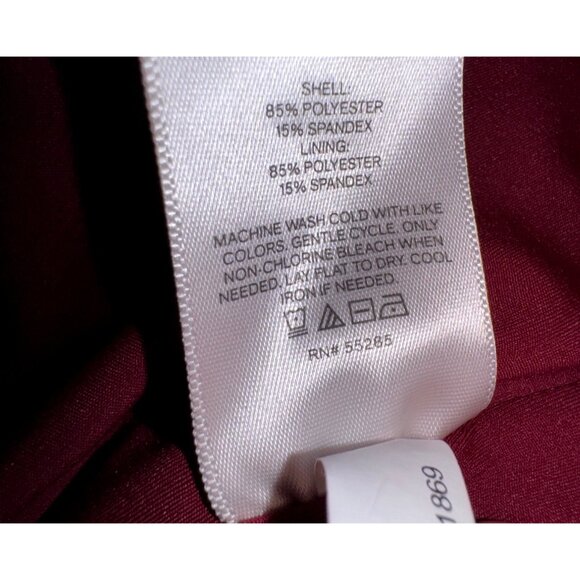 SHELL:
85% POLYESTER
15% SPANDEX
LINING:
85% POLYESTER
15% SPANDEX
MACHINE WASH COLD WITH LIKE
COLORS, GENTLE CYCLE, ONLY
NON-CHLORINE BLEACH WHEN
NEEDED, LAY FLAT TO DRY. COOL
IRON IF NEEDED
RN# 55285
1869